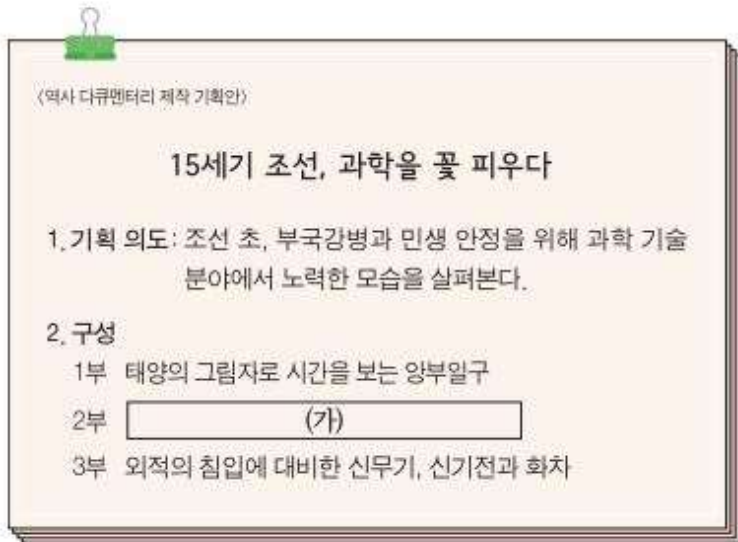 〈역사 다큐멘터리 제작 기획안〉
15세기 조선, 과학을 꽃 피우다
1. 기획 의도: 조선 초, 부국강병과 민생 안정을 위해 과학 기술
분야에서 노력한 모습을 살펴본다.
2. 구성
1부 태양의 그림자로 시간을 보는 앙부일구
2부 (가)
3부 외적의 침입에 대비한 신무기, 신기전과 화차